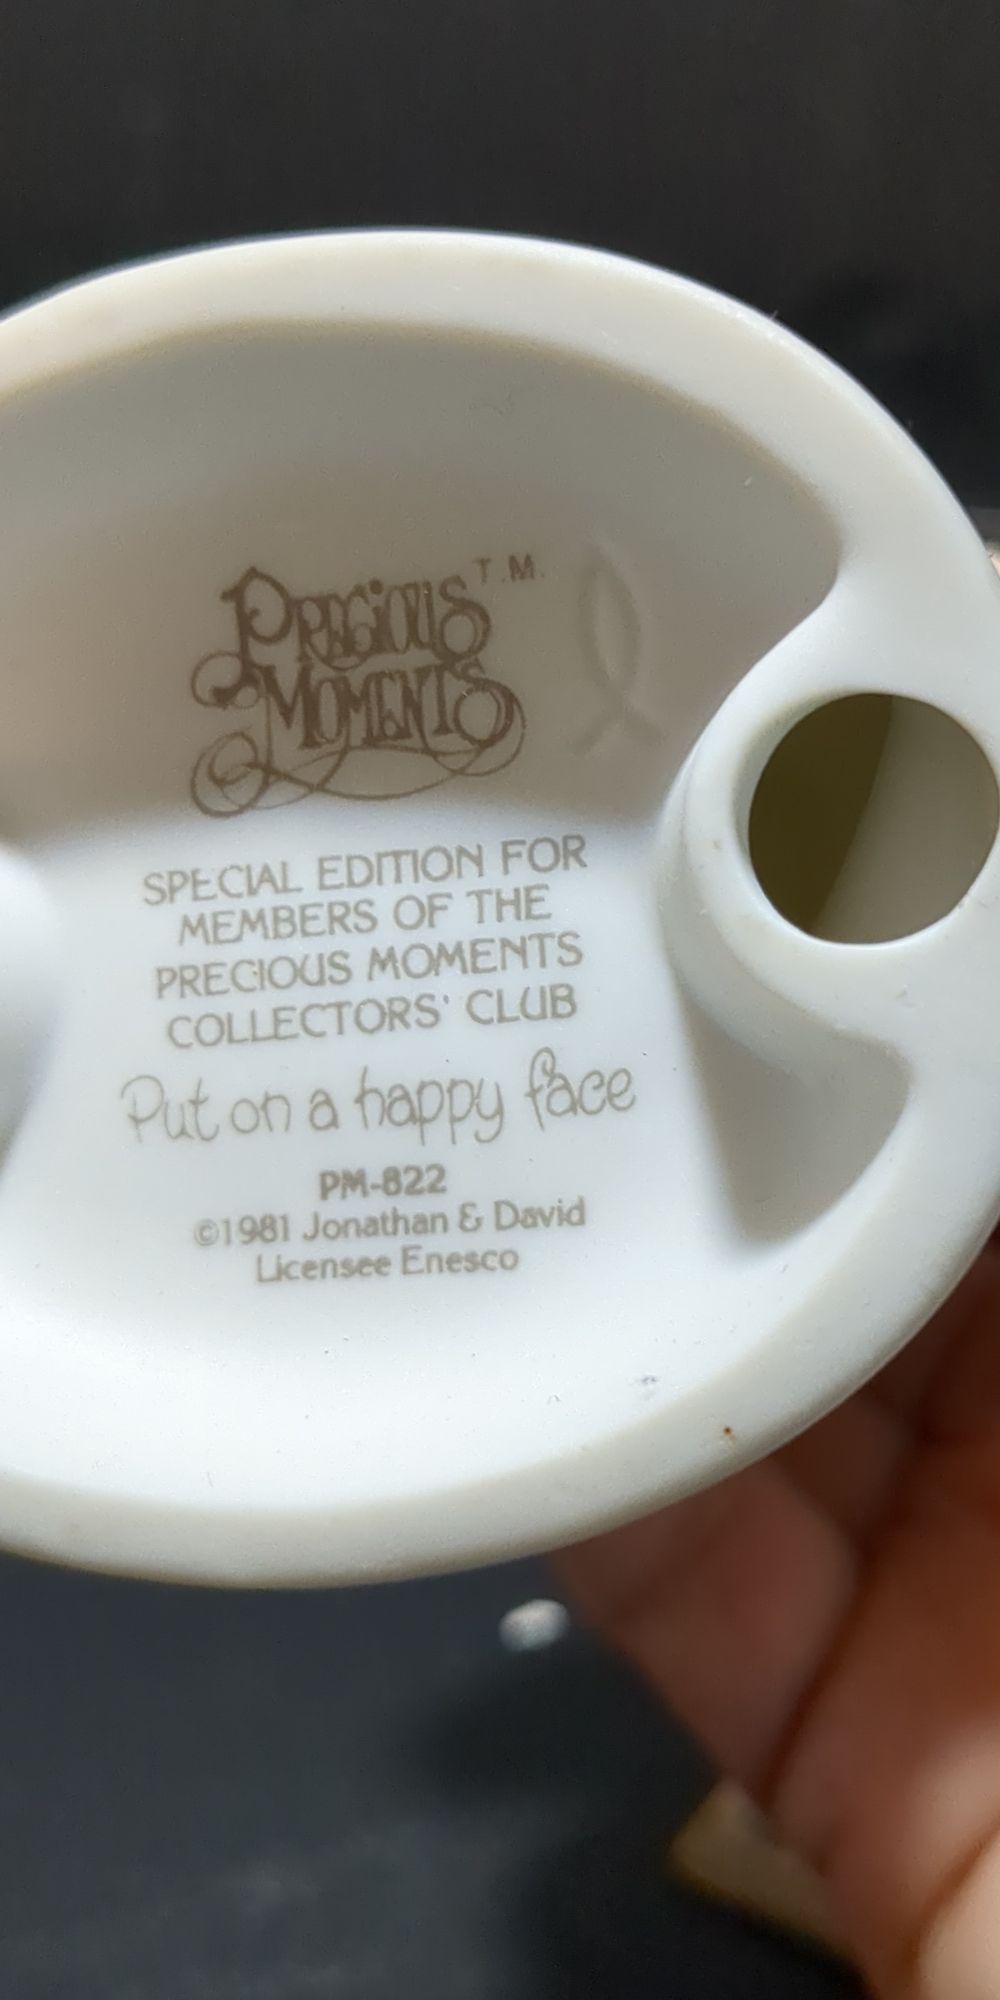 Precious T.M.
Moments
SPECIAL EDITION FOR
MEMBERS OF THE
PRECIOUS MOMENTS
COLLECTORS' CLUB
Put on a happy face
PM-822
©1981 Jonathan & David
Licensee Enesco